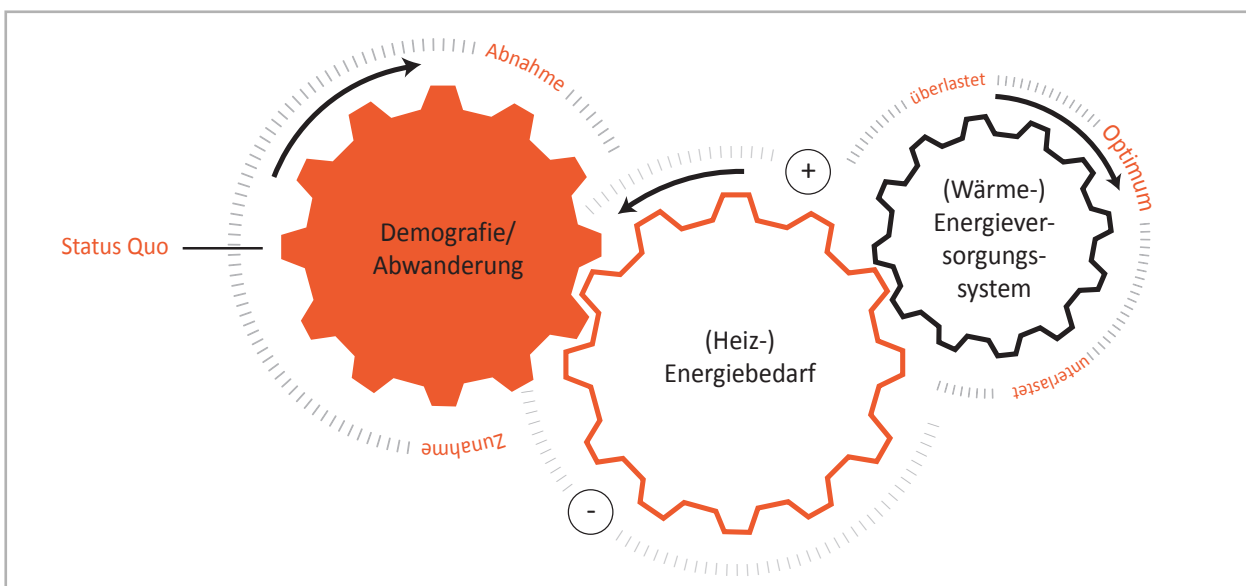 Abnahme
Status Quo
Demografie/
Abwanderung
Zunahme
+
(Heiz-)
Energiebedarf
-
überlastet
Optimum
(Wärme-)
Energiever-
sorgungs-
system
unterlastet